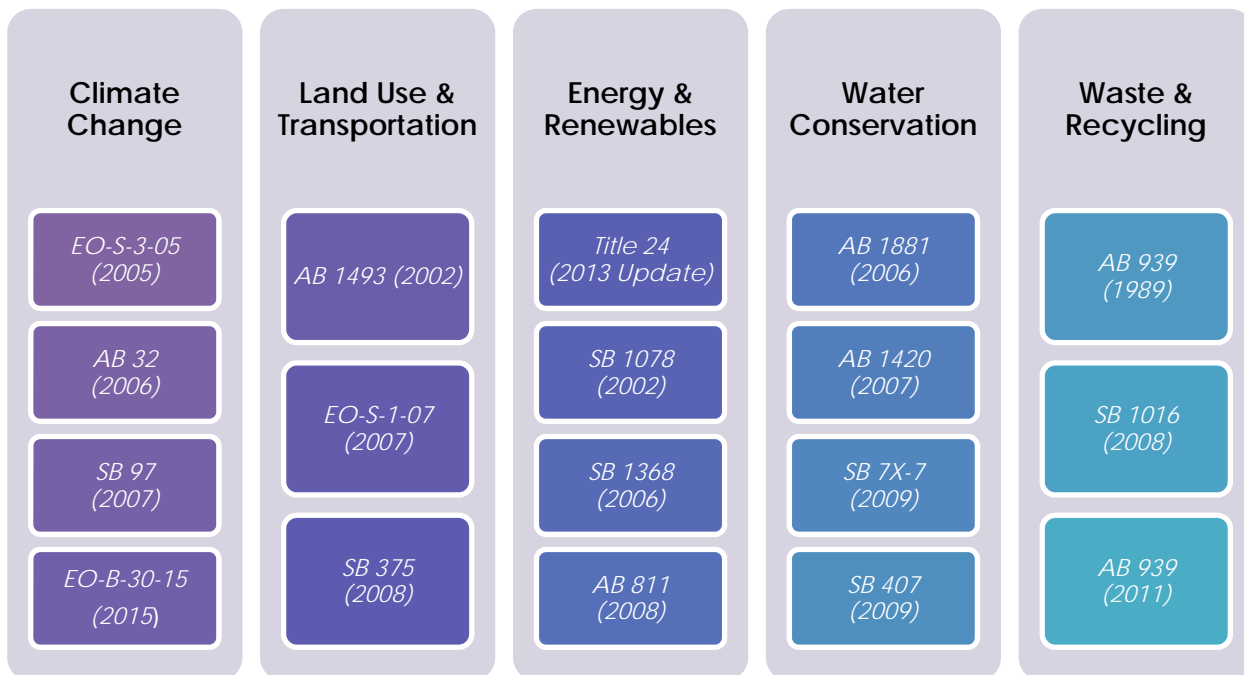 Climate
Change
EO-S-3-05
(2005)
AB 32
(2006)
SB 97
(2007)
EO-B-30-15
(2015)
Land Use &
Transportation
AB 1493 (2002)
EO-S-1-07
(2007)
SB 375
(2008)
Energy &
Renewables
Title 24
(2013 Update)
SB 1078
(2002)
SB 1368
(2006)
AB 811
(2008)
Water
Conservation
AB 1881
(2006)
AB 1420
(2007)
SB 7X-7
(2009)
SB 407
(2009)
Waste &
Recycling
AB 939
(1989)
SB 1016
(2008)
AB 939
(2011)